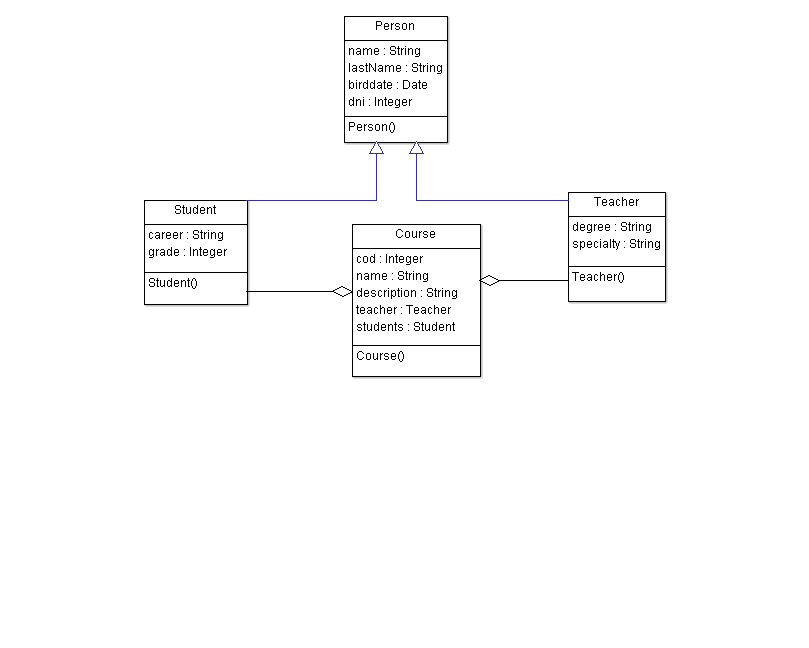 Person
name : String
lastName : String
birddate : Date
dni : Integer
Person()
Student
career : String
grade : Integer
Student()
Course
cod : Integer
name : String
description : String
teacher : Teacher
students : Student
Course()
Teacher
degree : String
specialty : String
Teacher()